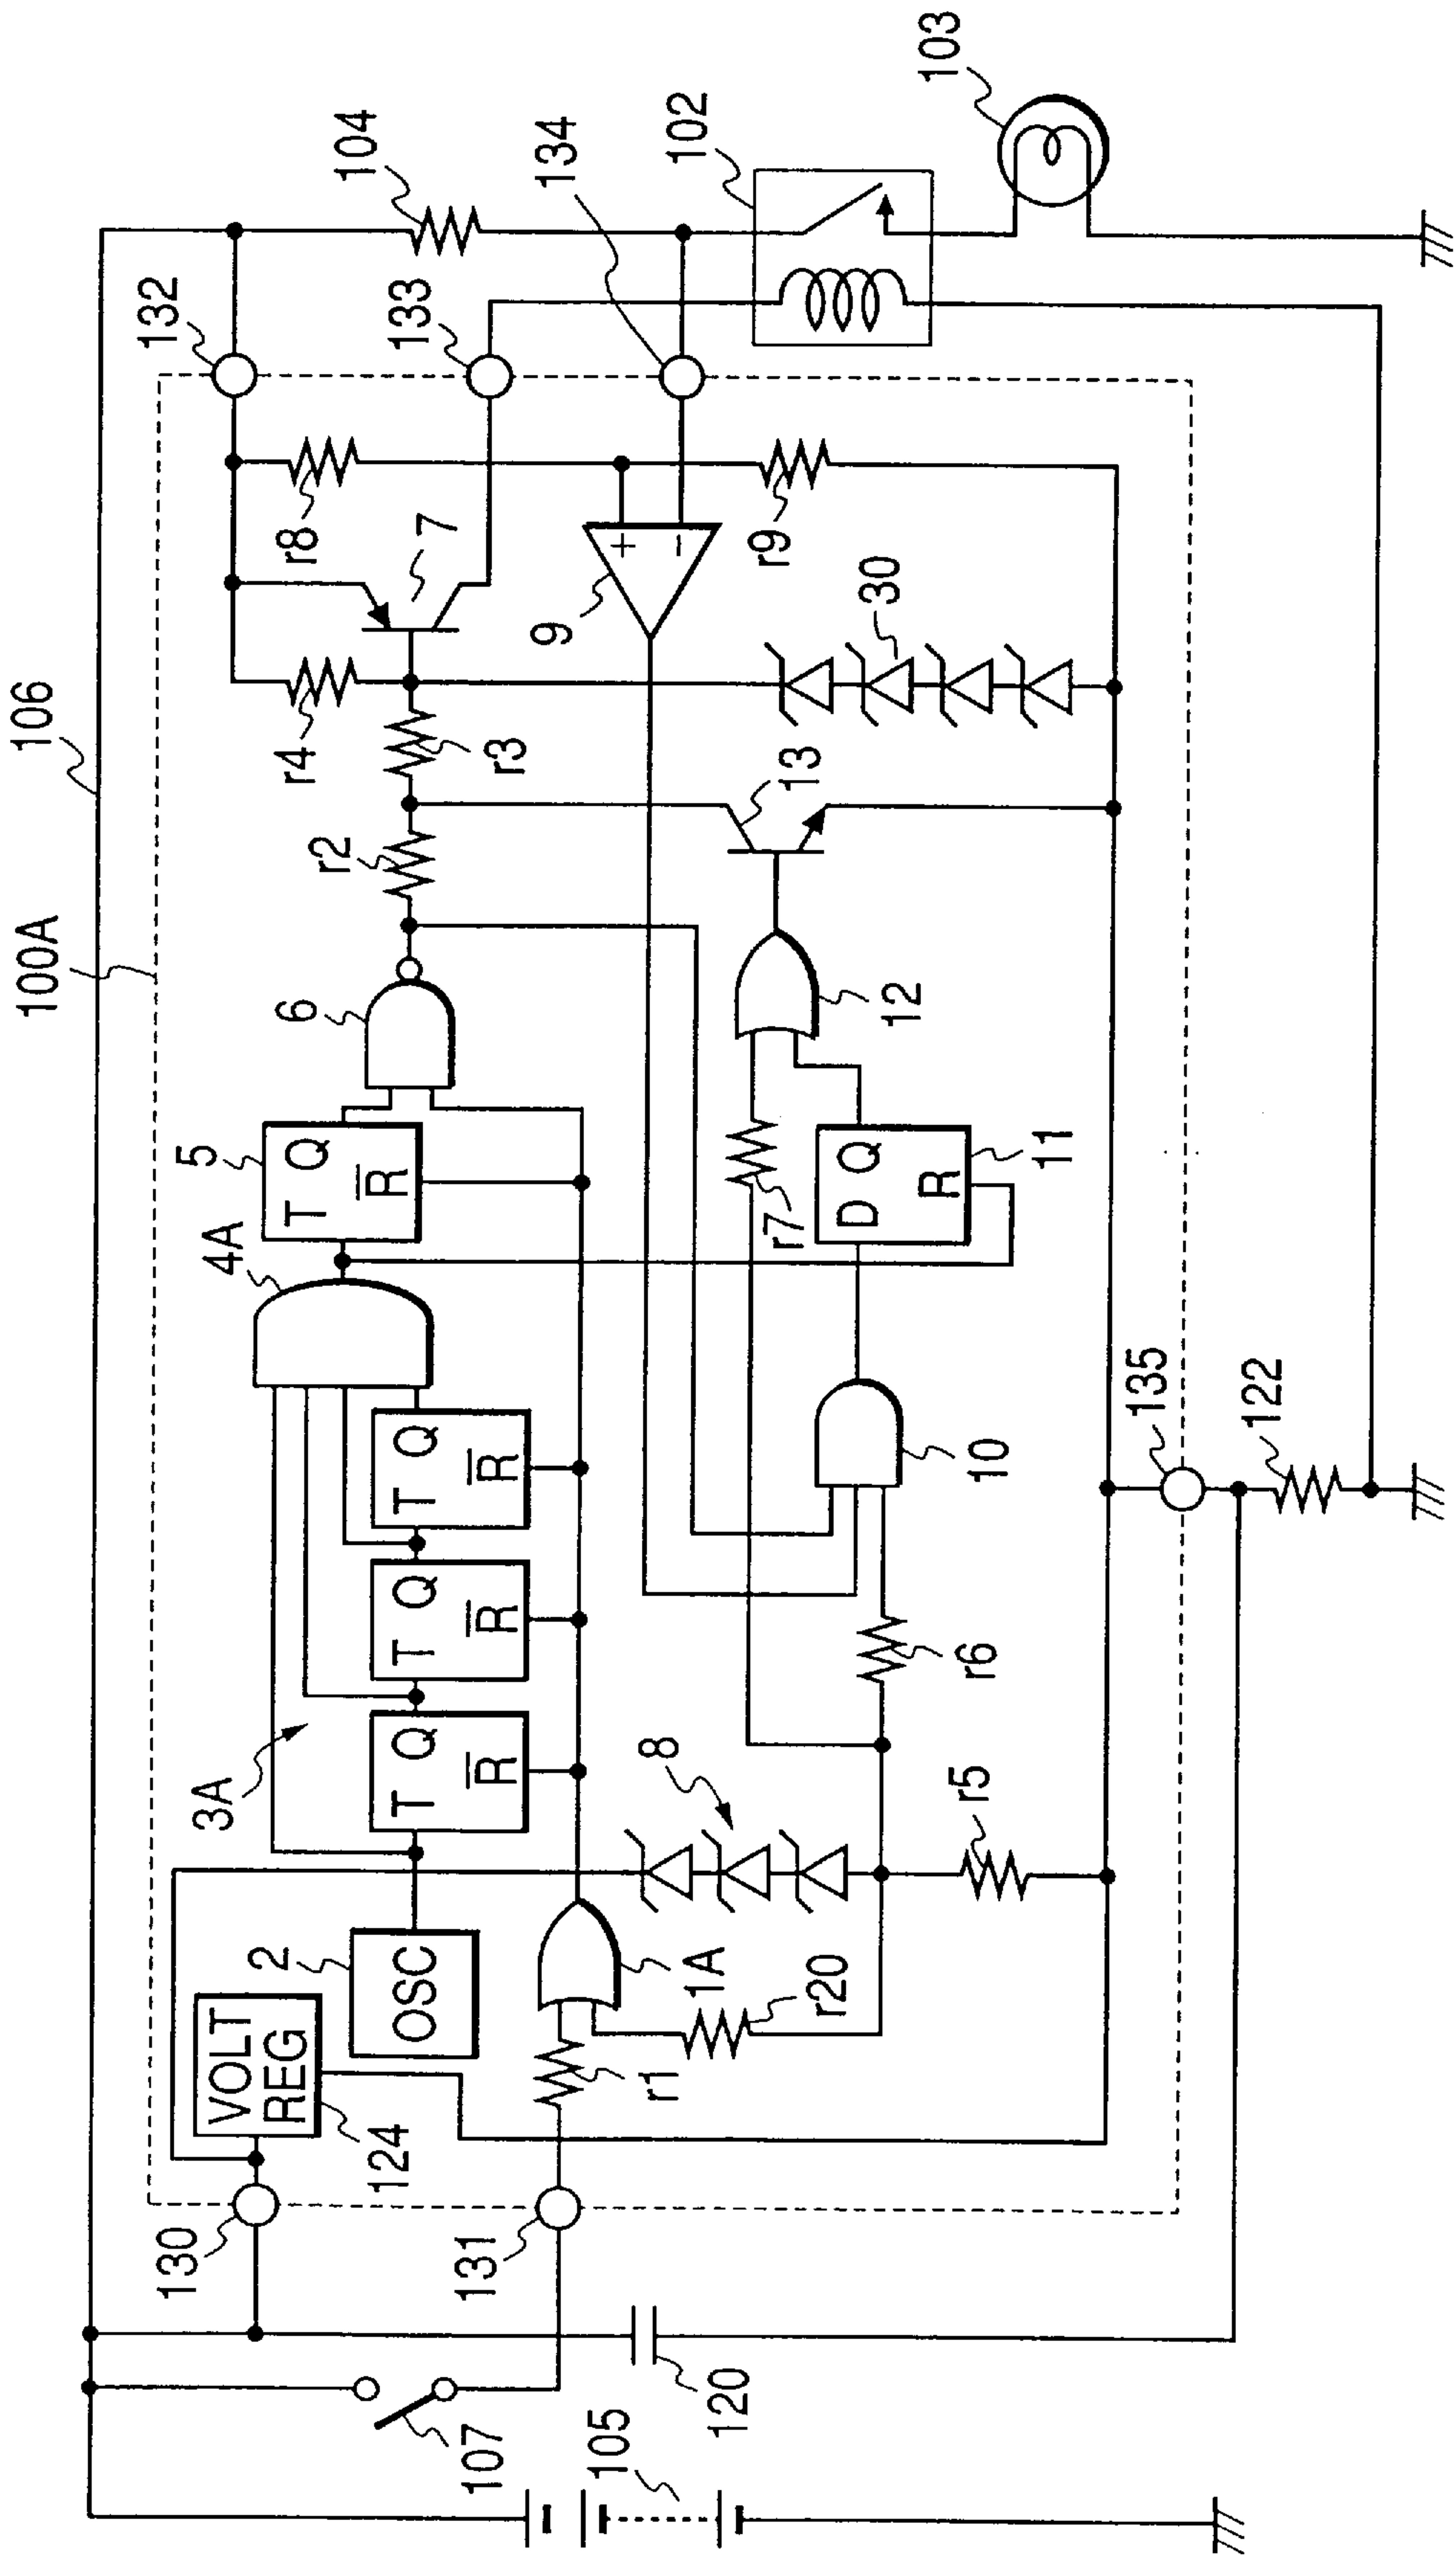 106
100A
132
104
133
134
102
103
r8
7
r4
r3
9
+
−
r9
30
r2
13
6
12
5
T Q
R̅
4A
r7
D Q
R
11
3A
T Q
R̅
T Q
R̅
T Q
R̅
10
r6
135
122
8
r5
2
OSC
VOLT
REG
124
1A
r1
r20
130
131
107
120
105